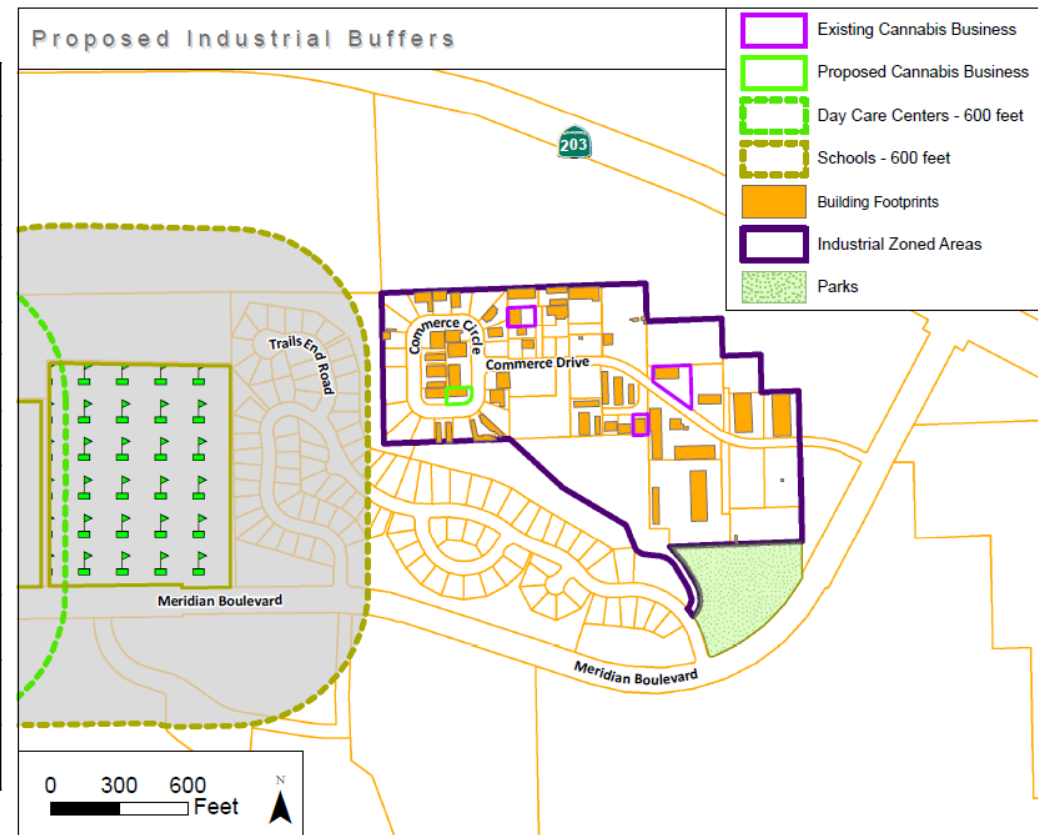 Proposed Industrial Buffers
Existing Cannabis Business
Proposed Cannabis Business
Day Care Centers - 600 feet
Schools - 600 feet
Building Footprints
Industrial Zoned Areas
Parks
203
Trails End Road
Commerce Circle
Commerce Drive
Meridian Boulevard
Meridian Boulevard
0 300 600
Feet
N